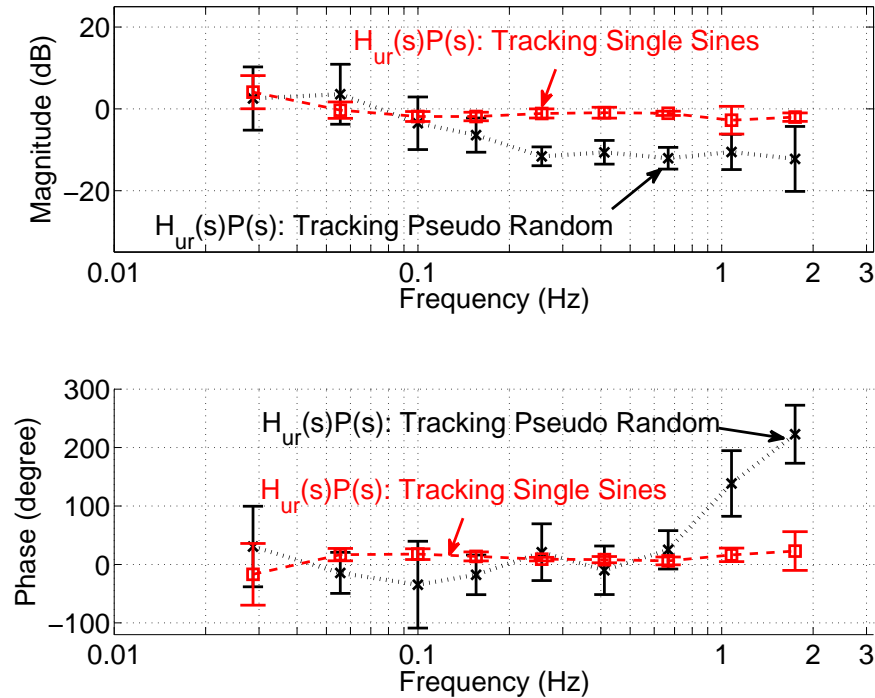 20
0
−20
Magnitude (dB)
H_ur(s)P(s): Tracking Single Sines
H_ur(s)P(s): Tracking Pseudo Random
0.01 0.1 1 2 3
Frequency (Hz)
300
200
100
0
−100
Phase (degree)
H_ur(s)P(s): Tracking Pseudo Random
H_ur(s)P(s): Tracking Single Sines
0.01 0.1 1 2 3
Frequency (Hz)